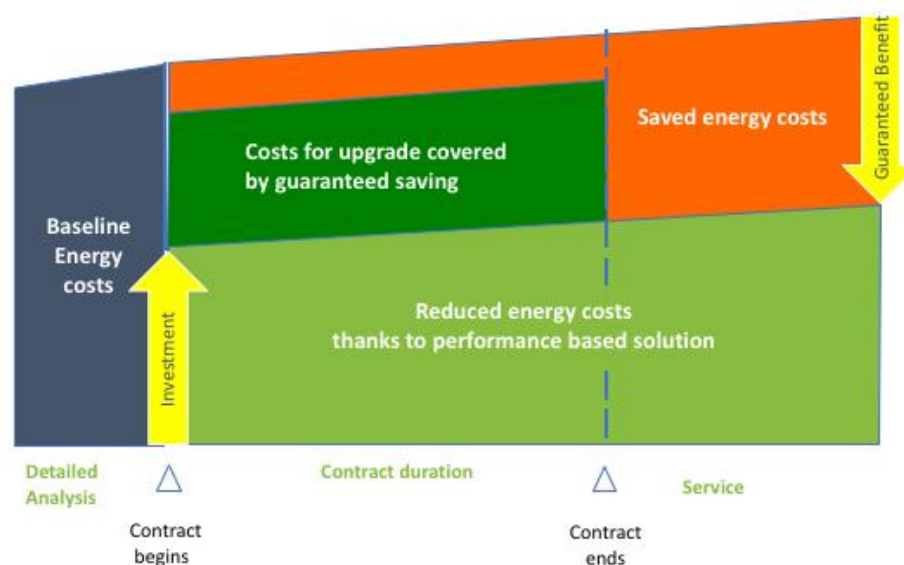 Guaranteed Benefit
Saved energy costs
Costs for upgrade covered
by guaranteed saving
Baseline
Energy
costs
Investment
Reduced energy costs
thanks to performance based solution
Detailed
Analysis
Contract duration
Service
Contract
begins
Contract
ends